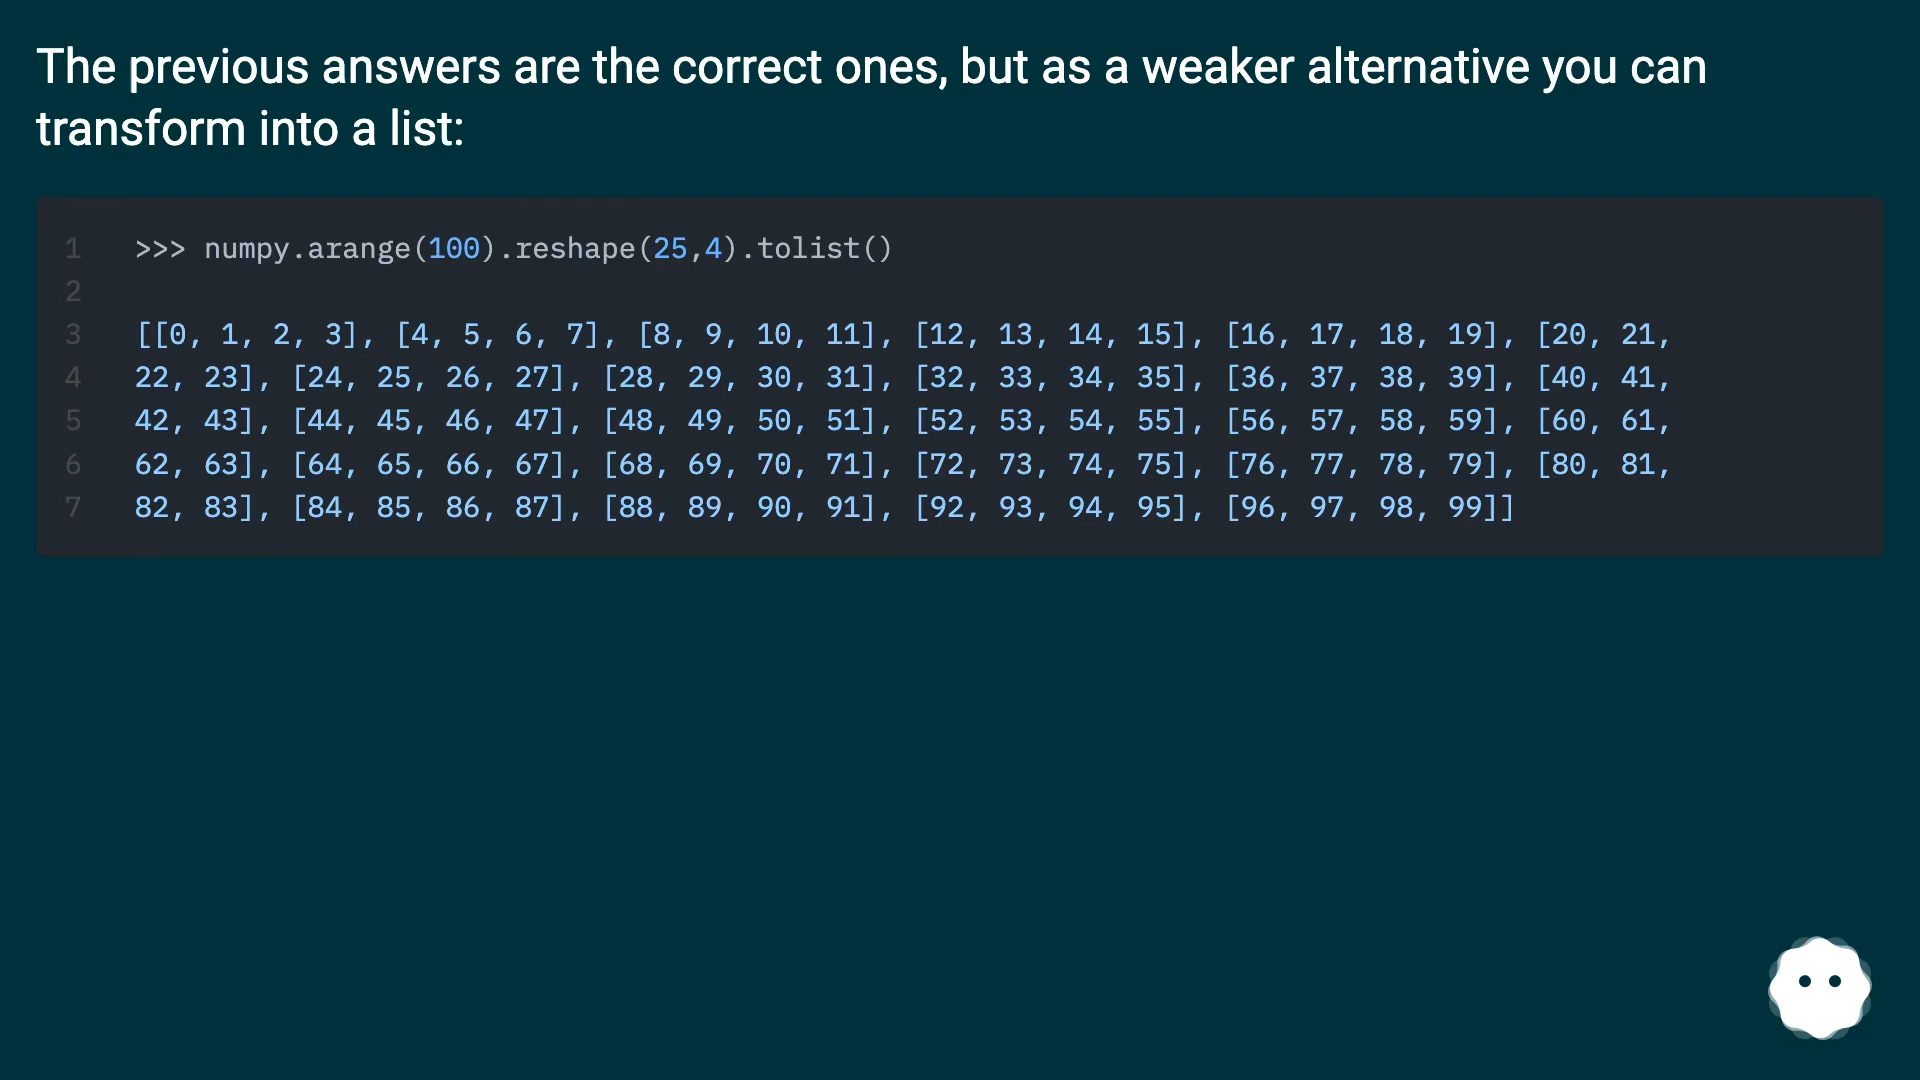 The previous answers are the correct ones, but as a weaker alternative you can
transform into a list:
1 >>> numpy.arange(100).reshape(25,4).tolist()
2
3 [[0, 1, 2, 3], [4, 5, 6, 7], [8, 9, 10, 11], [12, 13, 14, 15], [16, 17, 18, 19], [20, 21,
4 22, 23], [24, 25, 26, 27], [28, 29, 30, 31], [32, 33, 34, 35], [36, 37, 38, 39], [40, 41,
5 42, 43], [44, 45, 46, 47], [48, 49, 50, 51], [52, 53, 54, 55], [56, 57, 58, 59], [60, 61,
6 62, 63], [64, 65, 66, 67], [68, 69, 70, 71], [72, 73, 74, 75], [76, 77, 78, 79], [80, 81,
7 82, 83], [84, 85, 86, 87], [88, 89, 90, 91], [92, 93, 94, 95], [96, 97, 98, 99]]